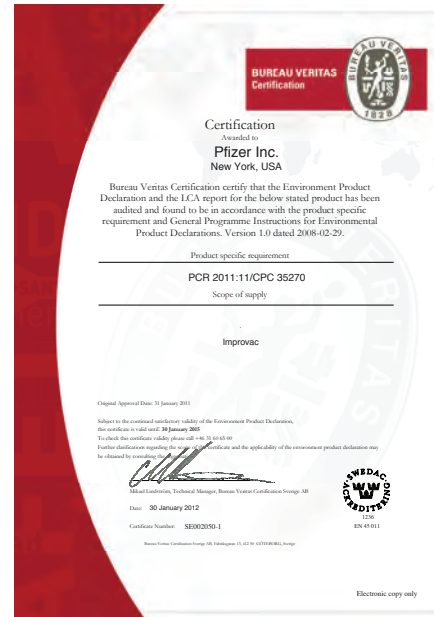 BUREAU VERITAS
Certification
BUREAU VERITAS
1828
Certification
Awarded to
Pfizer Inc.
New York, USA
Bureau Veritas Certification certify that the Environment Product
Declaration and the LCA report for the below stated product has been
audited and found to be in accordance with the product specific
requirement and General Programme Instructions for Environmental
Product Declarations. Version 1.0 dated 2008-02-29.
Product specific requirement
PCR 2011:11/CPC 35270
Scope of supply
.
Improvac
Original Approval Date: 31 January 2011
Subject to the continued satisfactory validity of the Environment Product Declaration,
this certificate is valid until: 30 January 2015
To check this certificate validity please call +46 31 60 65 00
Further clarifications regarding the scope of this certificate and the applicability of the environment product declaration may
be obtained by consulting the
Mikael Lindström, Technical Manager, Bureau Veritas Certification Sverige AB
Date: 30 January 2012
Certificate Number: SE002050-1
SWEDAC
ACKREDITERING
1236
EN 45011
Bureau Veritas Certification Sverige AB, GÖTEBORG, Sverige
Electronic copy only